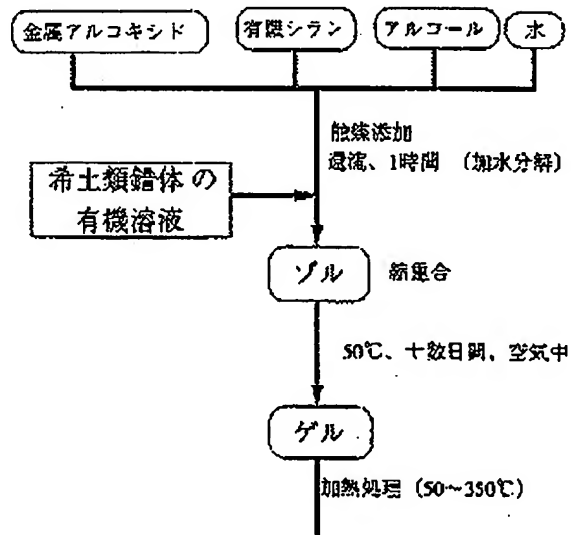 金属アルコキシド
有機シラン
アルコール
水
触媒添加
還流、1時間 (加水分解)
希土類錯体の
有機溶液
ゾル
縮重合
50℃、十数日間、空気中
ゲル
加熱処理 (50~350℃)